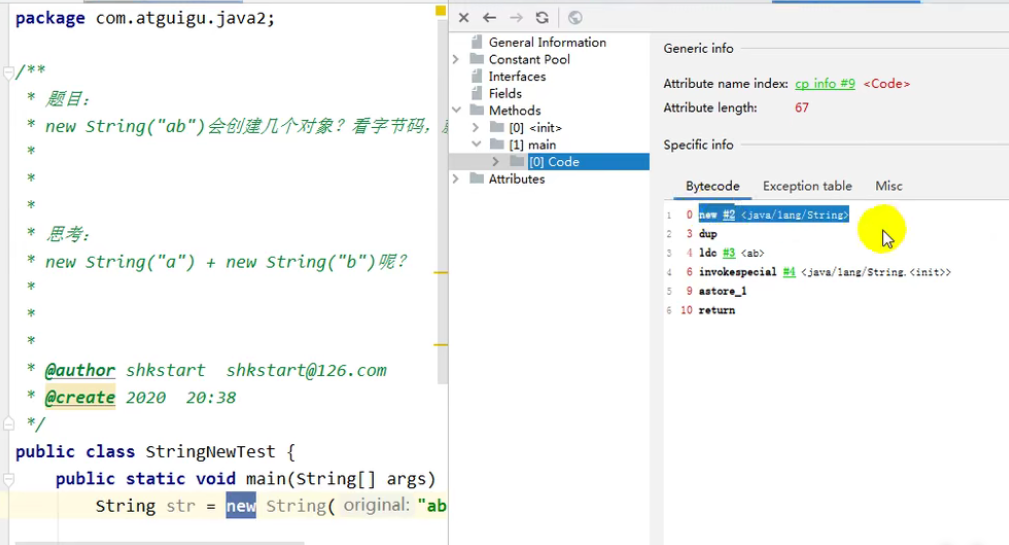 package com.atguigu.java2;
/**
* 题目:
* new String("ab")会创建几个对象? 看字节码,
*
*
*
* 思考:
* new String("a") + new String("b")呢?
*
*
*
* @author shkstart shkstart@126.com
* @create 2020 20:38
*/
public class StringNewTest {
public static void main(String[] args)
String str = new String( original: "ab
General Information
Constant Pool
Interfaces
Fields
Methods
[0] <init>
[1] main
[0] Code
Attributes
Generic info
Attribute name index: cp info #9 <Code>
Attribute length: 67
Specific info
Bytecode Exception table Misc
1 0 new #2 <java/lang/String>
2 3 dup
3 4 ldc #3 <ab>
4 6 invokespecial #4 <java/lang/String.<init>>
5 9 astore_1
6 10 return